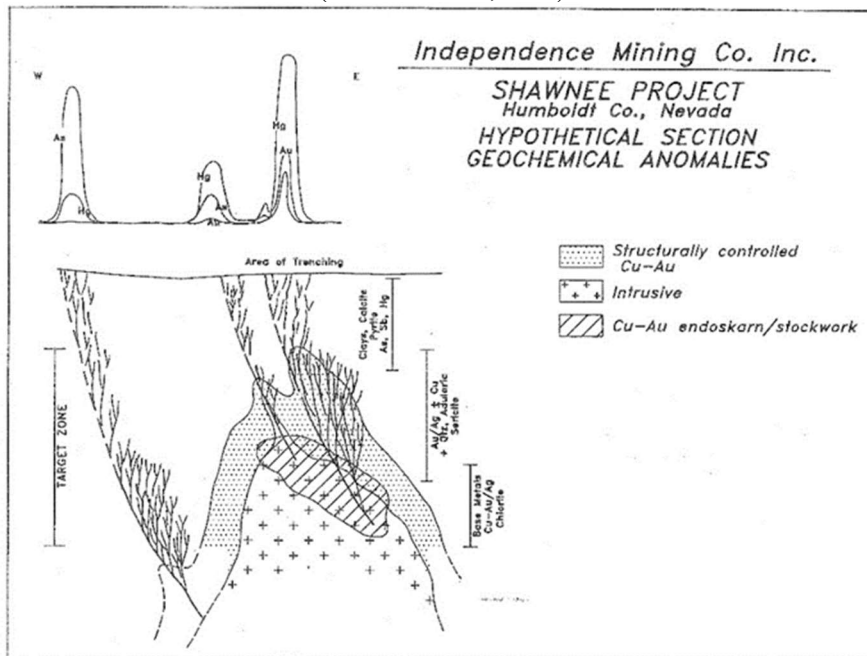 Independence Mining Co. Inc.
SHAWNEE PROJECT
Humboldt Co., Nevada
HYPOTHETICAL SECTION
GEOCHEMICAL ANOMALIES
W
E
As
Hg
Hg
As
Au
Hg
Au
Area of Trenching
Clays, Calcite
Pyrite
As, Sb, Hg
Au/Ag ± Cu
+ Qtz, Adularic
Sericite
Base Metals
Cu-Au/Ag
Chlorite
TARGET ZONE
Structurally controlled
Cu-Au
Intrusive
Cu-Au endoskarn/stockwork